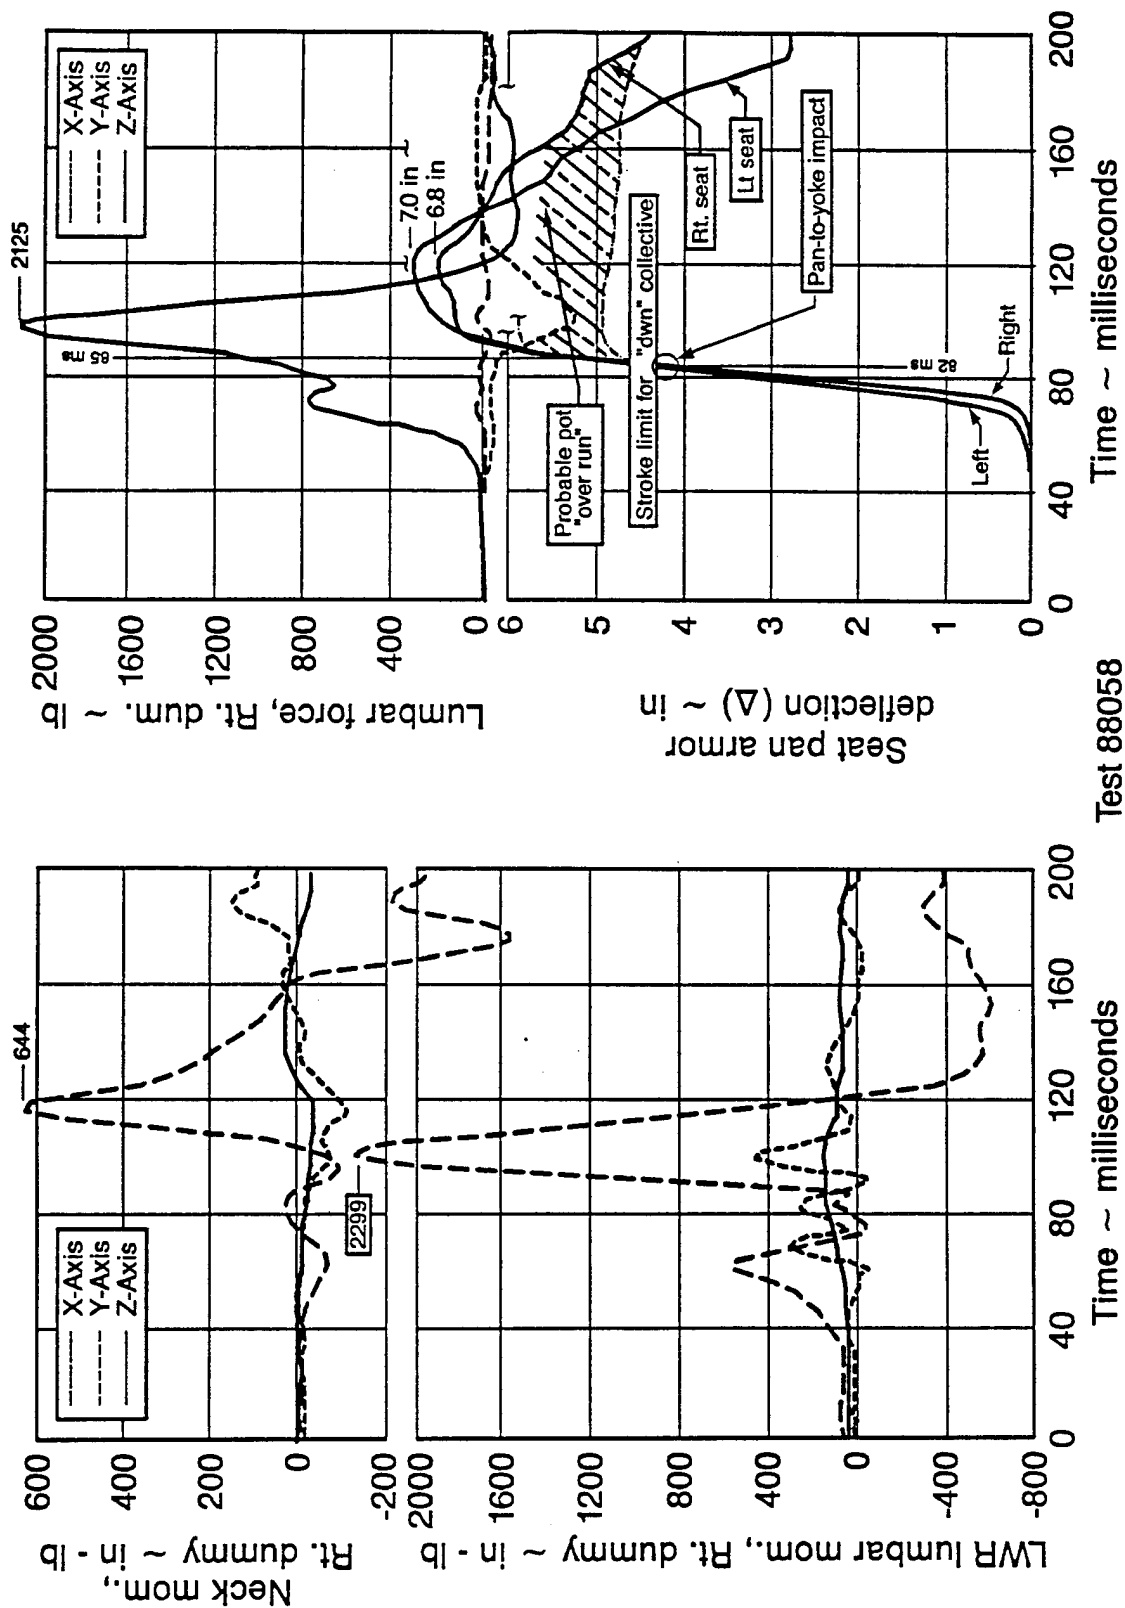 X-Axis
Y-Axis
Z-Axis
644
2299
600
400
200
0
-200
Neck mom.,
Rt. dummy ~ in - lb
2000
1600
1200
800
400
0
-400
-800
LWR lumbar mom., Rt. dummy ~ in - lb
0
40
80
120
160
200
Time ~ milliseconds
X-Axis
Y-Axis
Z-Axis
2125
85 ms
7.0 in
6.8 in
2000
1600
1200
800
400
0
Lumbar force, Rt. dum. ~ lb
6
5
4
3
2
1
0
Seat pan armor
deflection (Δ) ~ in
Probable pot
"over run"
Stroke limit for "dwn" collective
Rt. seat
Lt seat
Pan-to-yoke impact
82 ms
Left
Right
0
40
80
120
160
200
Time ~ milliseconds
Test 88058